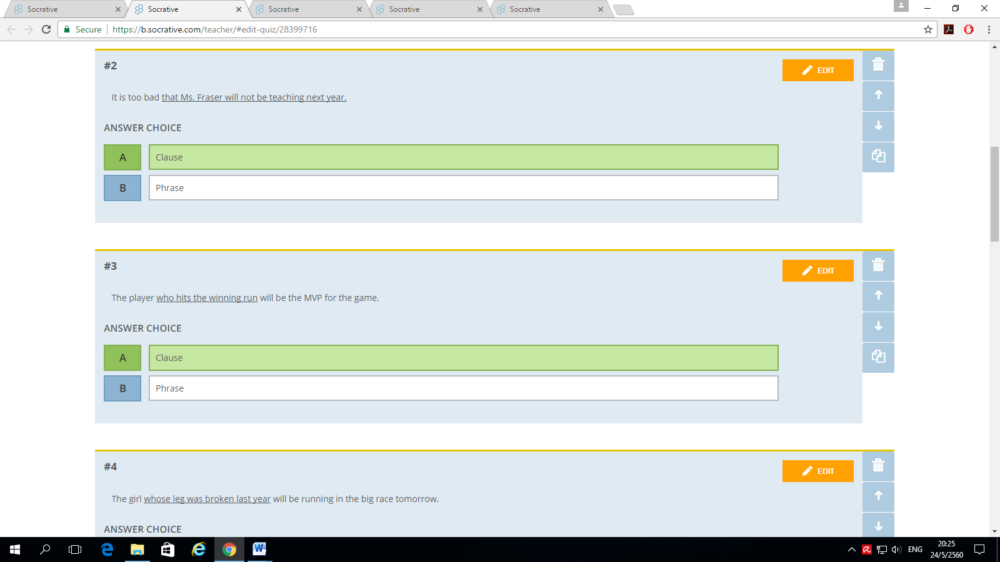 Socrative
Socrative
Socrative
Socrative
Socrative
Secure
https://b.socrative.com/teacher/#edit-quiz/28399716
#2
EDIT
It is too bad that Ms. Fraser will not be teaching next year.
ANSWER CHOICE
A
Clause
B
Phrase
#3
EDIT
The player who hits the winning run will be the MVP for the game.
ANSWER CHOICE
A
Clause
B
Phrase
#4
EDIT
The girl whose leg was broken last year will be running in the big race tomorrow.
ANSWER CHOICE
ENG
20:25
24/5/2560